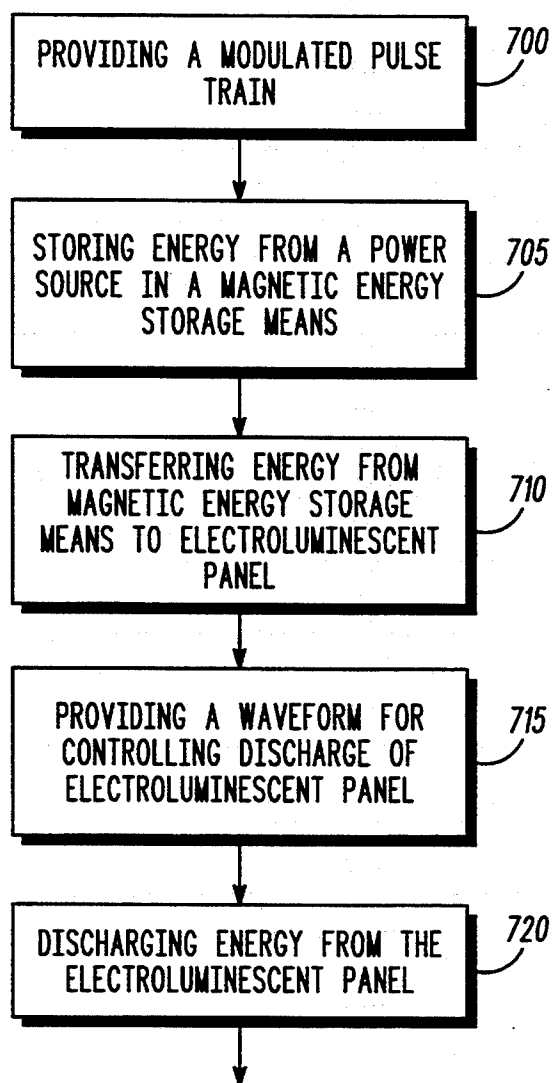 PROVIDING A MODULATED PULSE
TRAIN
700
STORING ENERGY FROM A POWER
SOURCE IN A MAGNETIC ENERGY
STORAGE MEANS
705
TRANSFERRING ENERGY FROM
MAGNETIC ENERGY STORAGE
MEANS TO ELECTROLUMINESCENT
PANEL
710
PROVIDING A WAVEFORM FOR
CONTROLLING DISCHARGE OF
ELECTROLUMINESCENT PANEL
715
DISCHARGING ENERGY FROM THE
ELECTROLUMINESCENT PANEL
720